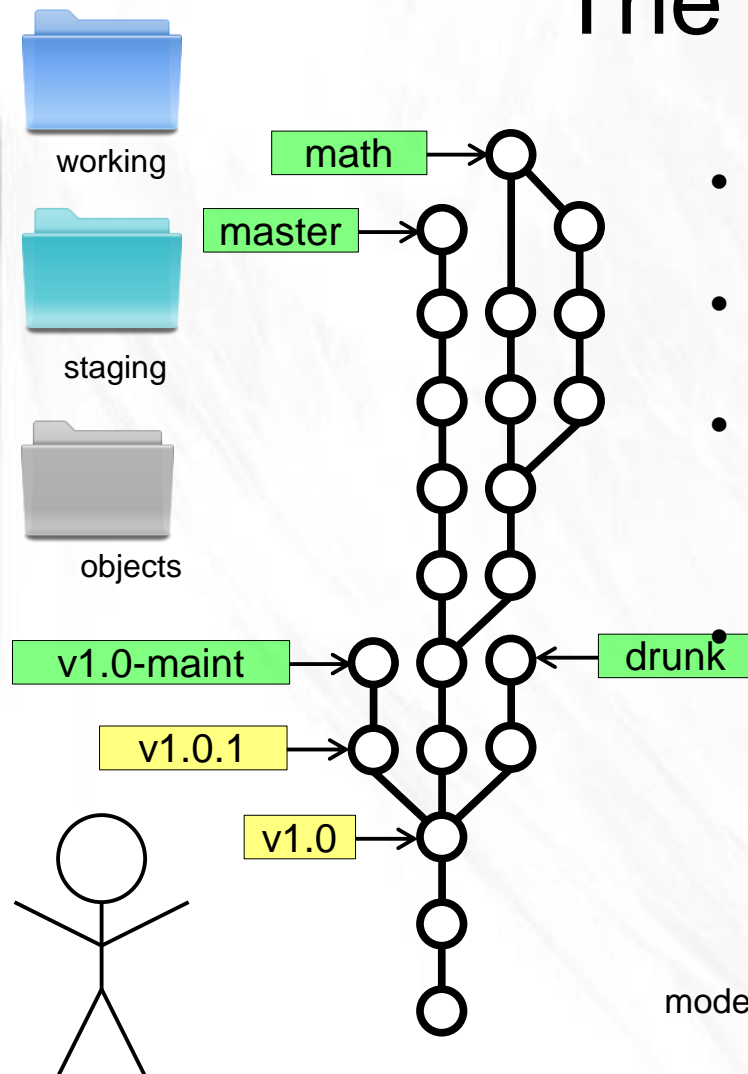 The
working
math
master
staging
objects
v1.0-maint
drunk
v1.0.1
v1.0
mode